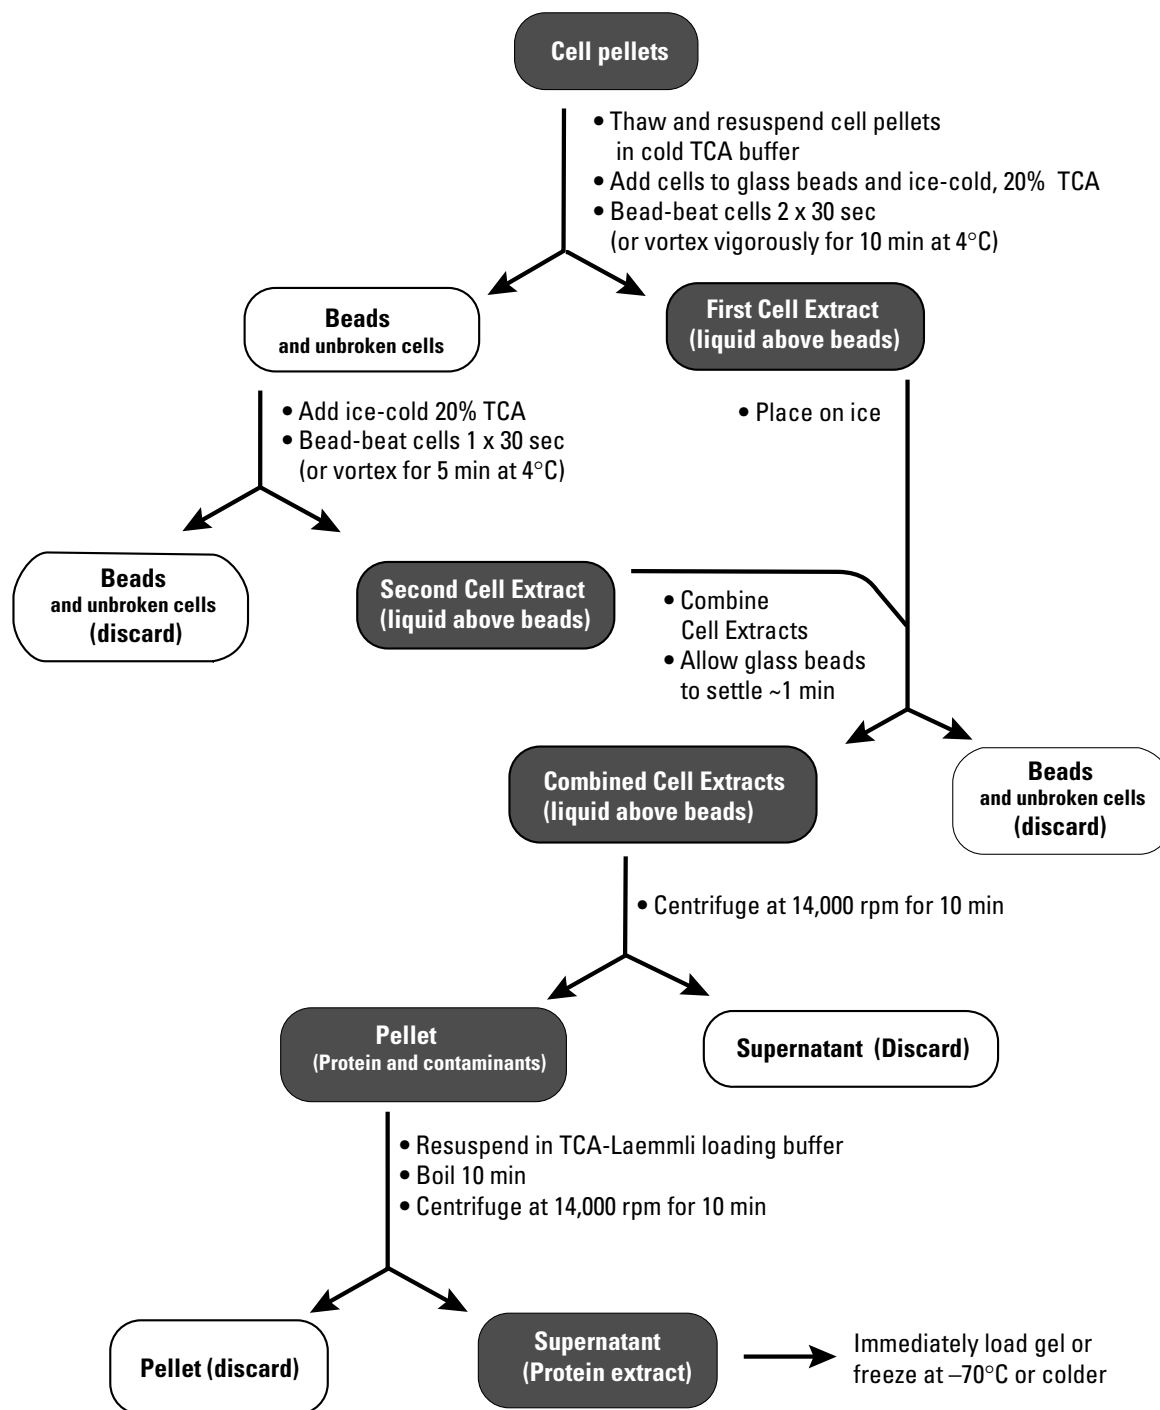 Cell pellets
• Thaw and resuspend cell pellets
in cold TCA buffer
• Add cells to glass beads and ice-cold, 20% TCA
• Bead-beat cells 2 x 30 sec
(or vortex vigorously for 10 min at 4°C)
Beads
and unbroken cells
First Cell Extract
(liquid above beads)
• Add ice-cold 20% TCA
• Bead-beat cells 1 x 30 sec
(or vortex for 5 min at 4°C)
• Place on ice
Beads
and unbroken cells
(discard)
Second Cell Extract
(liquid above beads)
• Combine
Cell Extracts
• Allow glass beads
to settle ~1 min
Combined Cell Extracts
(liquid above beads)
Beads
and unbroken cells
(discard)
• Centrifuge at 14,000 rpm for 10 min
Pellet
(Protein and contaminants)
Supernatant (Discard)
• Resuspend in TCA-Laemmli loading buffer
• Boil 10 min
• Centrifuge at 14,000 rpm for 10 min
Pellet (discard)
Supernatant
(Protein extract)
Immediately load gel or
freeze at –70°C or colder